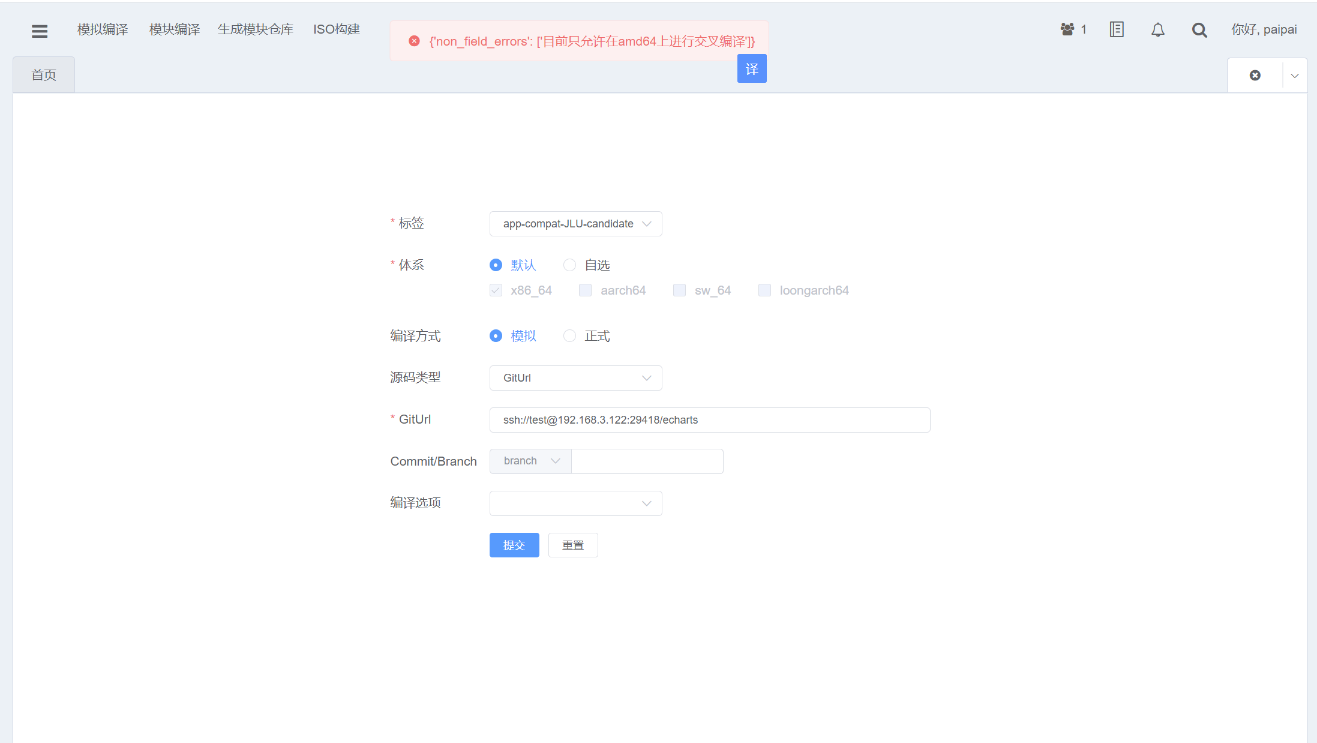 模拟编译 模块编译 生成模块仓库 ISO构建 {'non_field_errors': ['目前只允许在amd64上进行交叉编译']} 1 你好, paipai
译
首页
* 标签 app-compat-JLU-candidate
* 体系 默认 自选
x86_64 aarch64 sw_64 loongarch64
编译方式 模拟 正式
源码类型 GitUrl
* GitUrl ssh://test@192.168.3.122:29418/echarts
Commit/Branch branch
编译选项
提交 重置